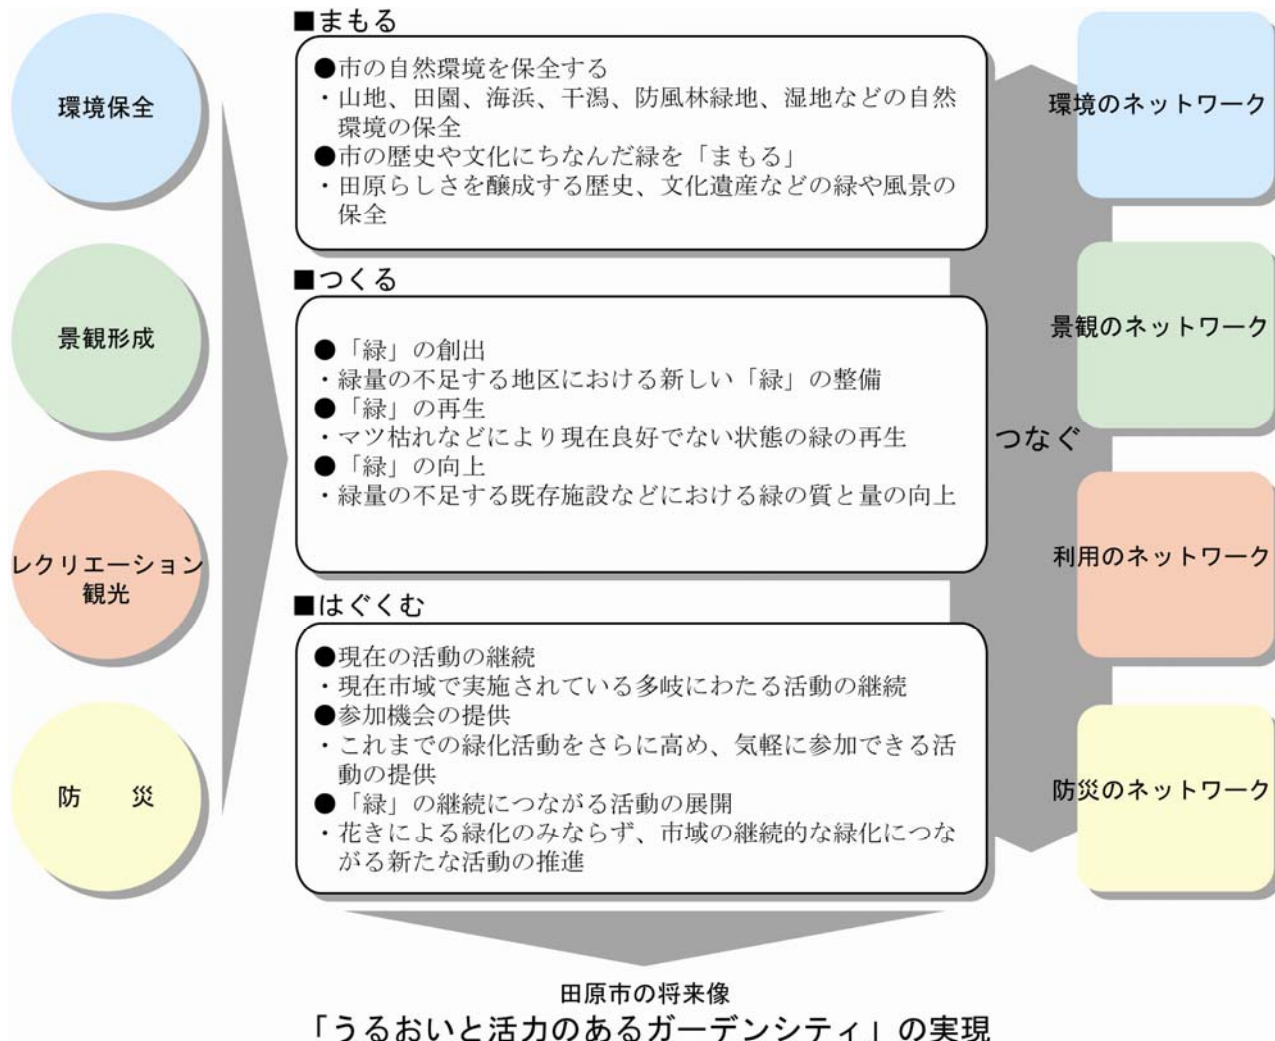 環境保全
景観形成
レクリエーション
観光
防　　災
■まもる
●市の自然環境を保全する
・山地、田園、海浜、干潟、防風林緑地、湿地などの自然
環境の保全
●市の歴史や文化にちなんだ緑を「まもる」
・田原らしさを醸成する歴史、文化遺産などの緑や風景の
保全
■つくる
●「緑」の創出
・緑量の不足する地区における新しい「緑」の整備
●「緑」の再生
・マツ枯れなどにより現在良好でない状態の緑の再生
●「緑」の向上
・緑量の不足する既存施設などにおける緑の質と量の向上
■はぐくむ
●現在の活動の継続
・現在市域で実施されている多岐にわたる活動の継続
●参加機会の提供
・これまでの緑化活動をさらに高め、気軽に参加できる活
動の提供
●「緑」の継続につながる活動の展開
・花きによる緑化のみならず、市域の継続的な緑化につな
がる新たな活動の推進
つなぐ
環境のネットワーク
景観のネットワーク
利用のネットワーク
防災のネットワーク
田原市の将来像
「うるおいと活力のあるガーデンシティ」の実現